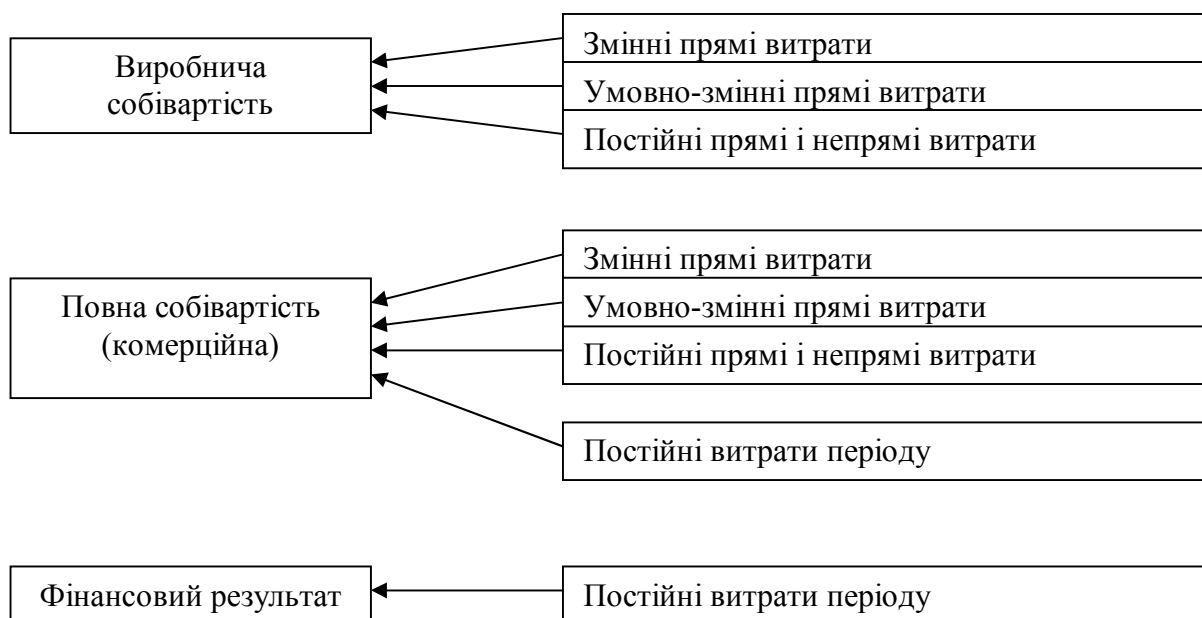 Виробнича
собівартість
Змінні прямі витрати
Умовно-змінні прямі витрати
Постійні прямі і непрямі витрати
Повна собівартість
(комерційна)
Змінні прямі витрати
Умовно-змінні прямі витрати
Постійні прямі і непрямі витрати
Постійні витрати періоду
Фінансовий результат
Постійні витрати періоду